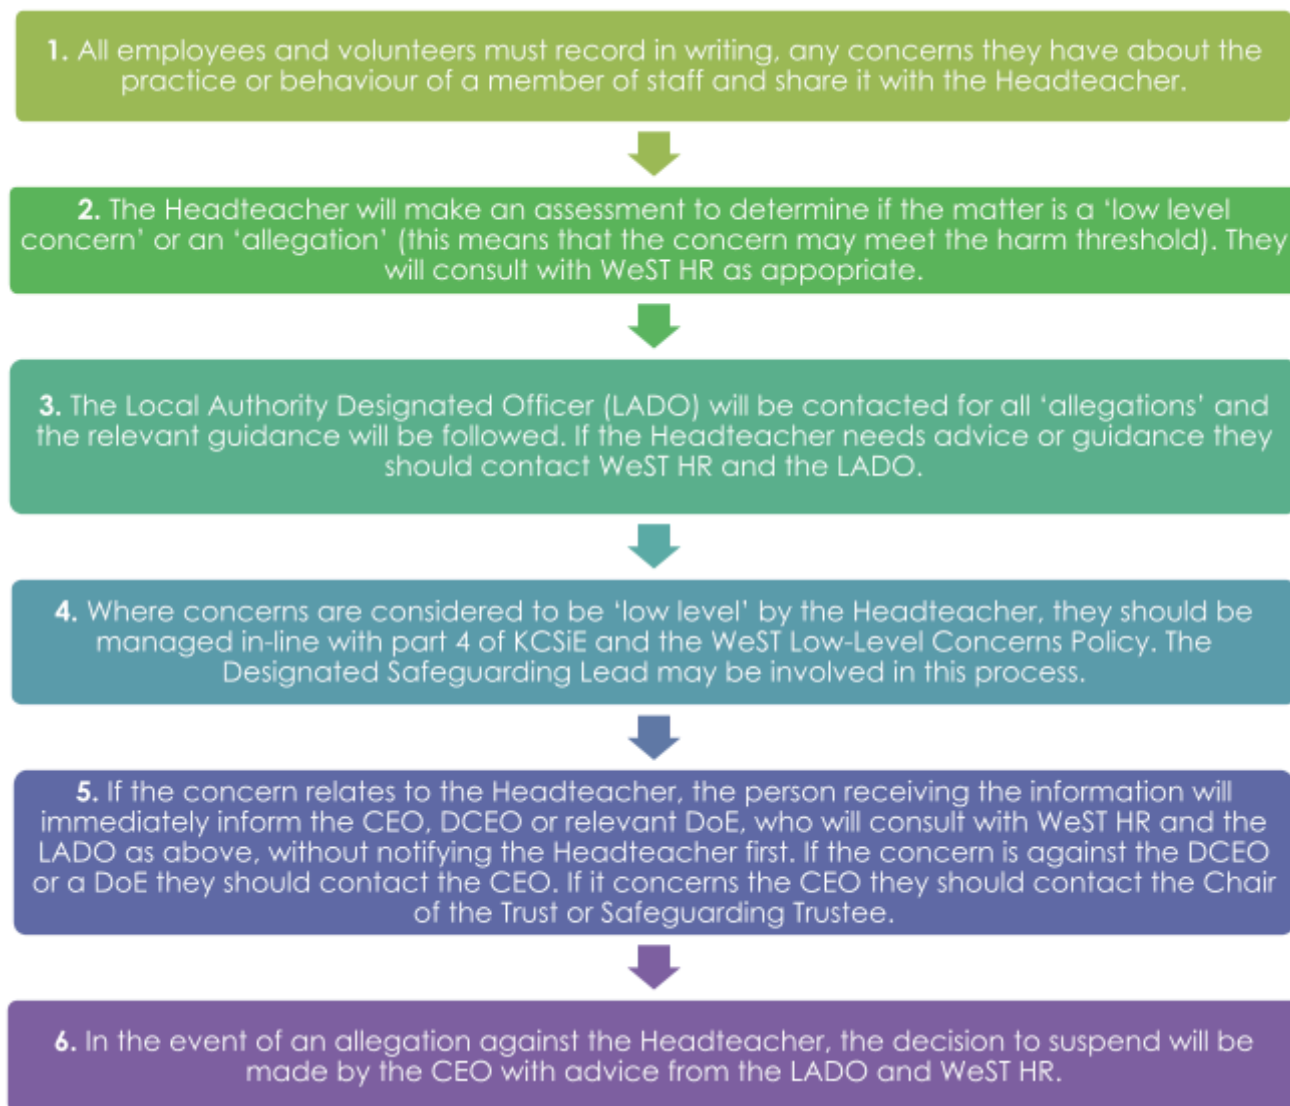 1. All employees and volunteers must record in writing, any concerns they have about the
practice or behaviour of a member of staff and share it with the Headteacher.
2. The Headteacher will make an assessment to determine if the matter is a ‘low level
concern’ or an ‘allegation’ (this means that the concern may meet the harm threshold). They
will consult with WeST HR as appopriate.
3. The Local Authority Designated Officer (LADO) will be contacted for all ‘allegations’ and
the relevant guidance will be followed. If the Headteacher needs advice or guidance they
should contact WeST HR and the LADO.
4. Where concerns are considered to be ‘low level’ by the Headteacher, they should be
managed in-line with part 4 of KCSiE and the WeST Low-Level Concerns Policy. The
Designated Safeguarding Lead may be involved in this process.
5. If the concern relates to the Headteacher, the person receiving the information will
immediately inform the CEO, DCEO or relevant DoE, who will consult with WeST HR and the
LADO as above, without notifying the Headteacher first. If the concern is against the DCEO
or a DoE they should contact the CEO. If it concerns the CEO they should contact the Chair
of the Trust or Safeguarding Trustee.
6. In the event of an allegation against the Headteacher, the decision to suspend will be
made by the CEO with advice from the LADO and WeST HR.